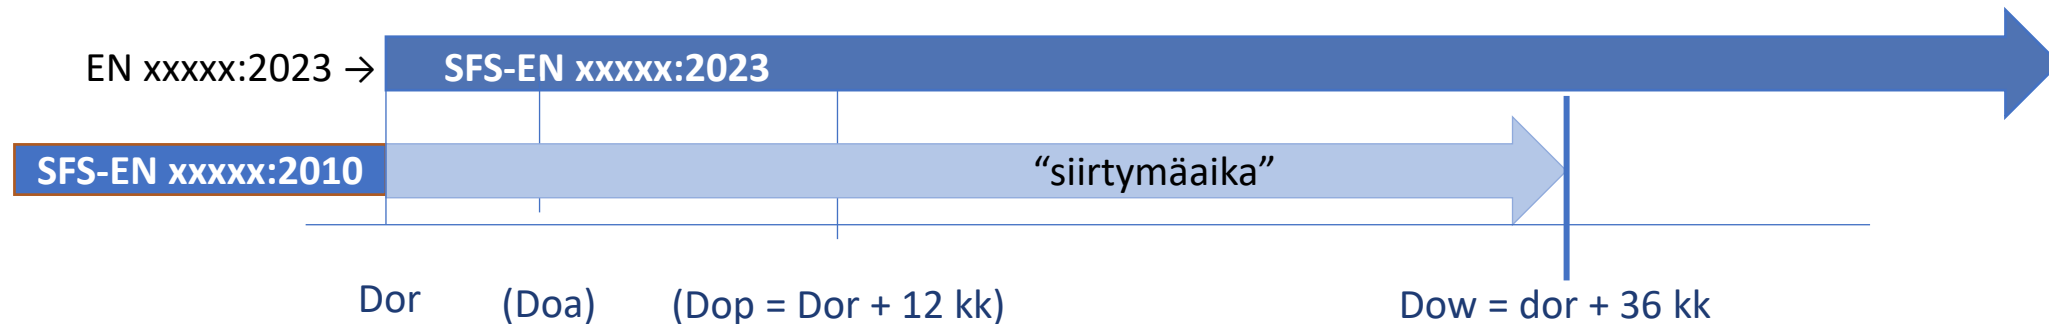 EN xxxxx:2023 → SFS-EN xxxxx:2023
SFS-EN xxxxx:2010 “siirtymäaika”
Dor (Doa) (Dop = Dor + 12 kk) Dow = dor + 36 kk